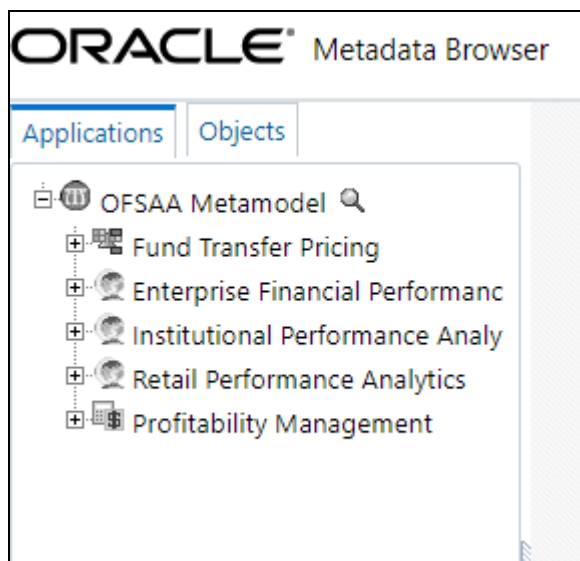 ORACLE® Metadata Browser
Applications Objects
OFSAA Metamodel
Fund Transfer Pricing
Enterprise Financial Performanc
Institutional Performance Analy
Retail Performance Analytics
Profitability Management